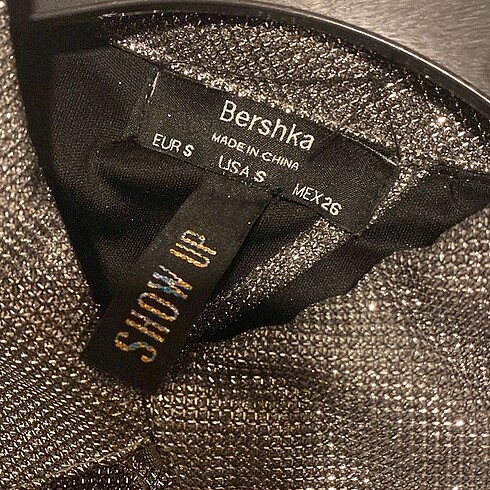 Bershka
MADE IN CHINA
EUR S USA S MEX 26
SHOW UP